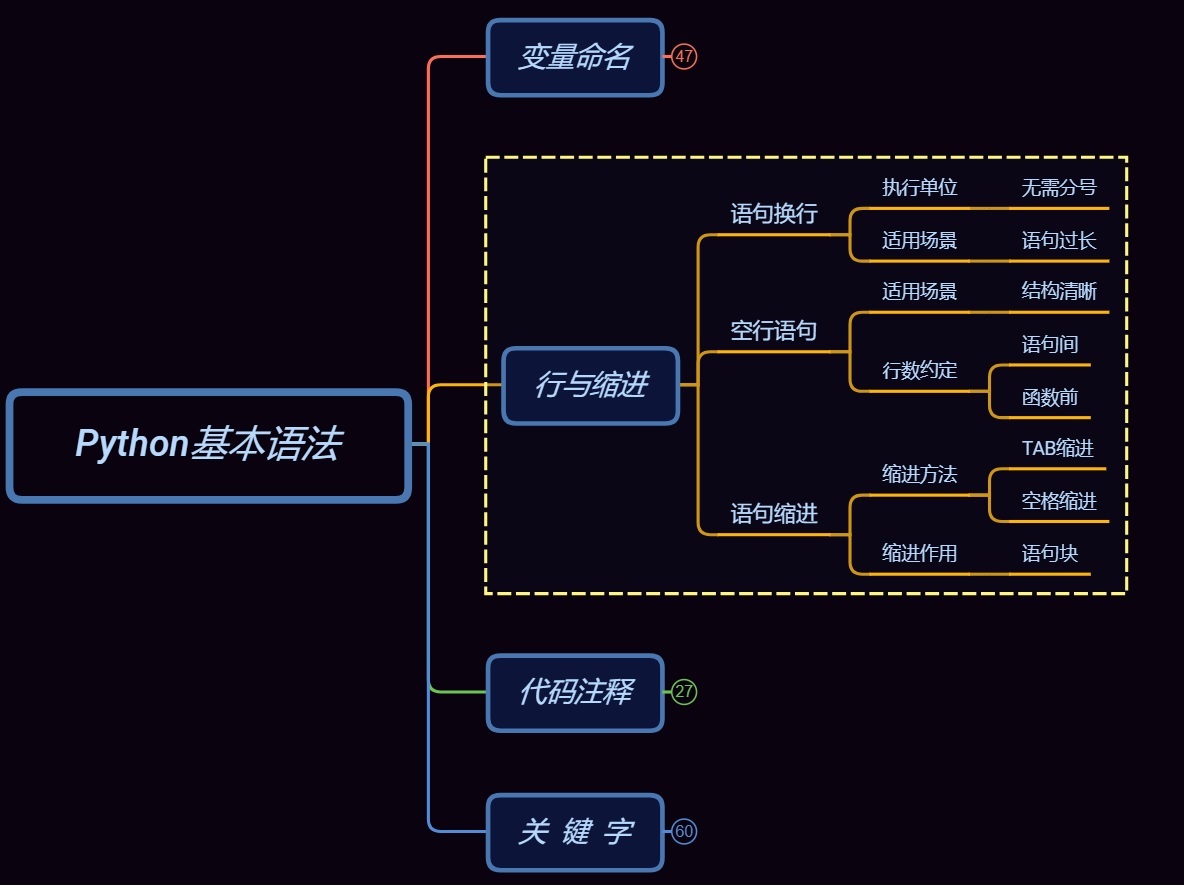 变量命名
47
语句换行
执行单位
无需分号
适用场景
语句过长
空行语句
适用场景
结构清晰
行数约定
语句间
函数前
行与缩进
Python基本语法
语句缩进
缩进方法
TAB缩进
空格缩进
缩进作用
语句块
代码注释
27
关 键 字
60